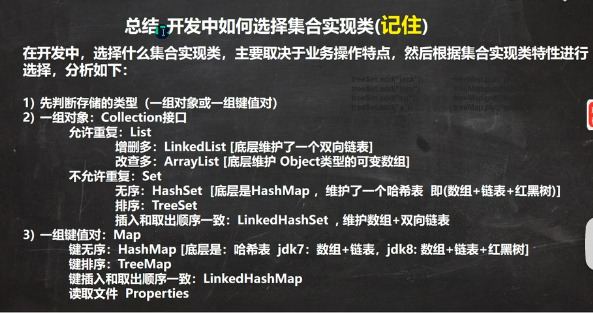 总结-开发中如何选择集合实现类(记住)
在开发中，选择什么集合实现类，主要取决于业务操作特点，然后根据集合实现类特性进行
选择，分析如下：
1) 先判断存储的类型（一组对象或一组键值对）
2) 一组对象：Collection接口
允许重复：List
增删多：LinkedList [底层维护了一个双向链表]
改查多：ArrayList [底层维护 Object类型的可变数组]
不允许重复：Set
无序：HashSet [底层是HashMap ，维护了一个哈希表 即(数组+链表+红黑树)]
排序：TreeSet
插入和取出顺序一致：LinkedHashSet ，维护数组+双向链表
3) 一组键值对：Map
键无序：HashMap [底层是：哈希表 jdk7：数组+链表，jdk8: 数组+链表+红黑树]
键排序：TreeMap
键插入和取出顺序一致：LinkedHashMap
读取文件 Properties